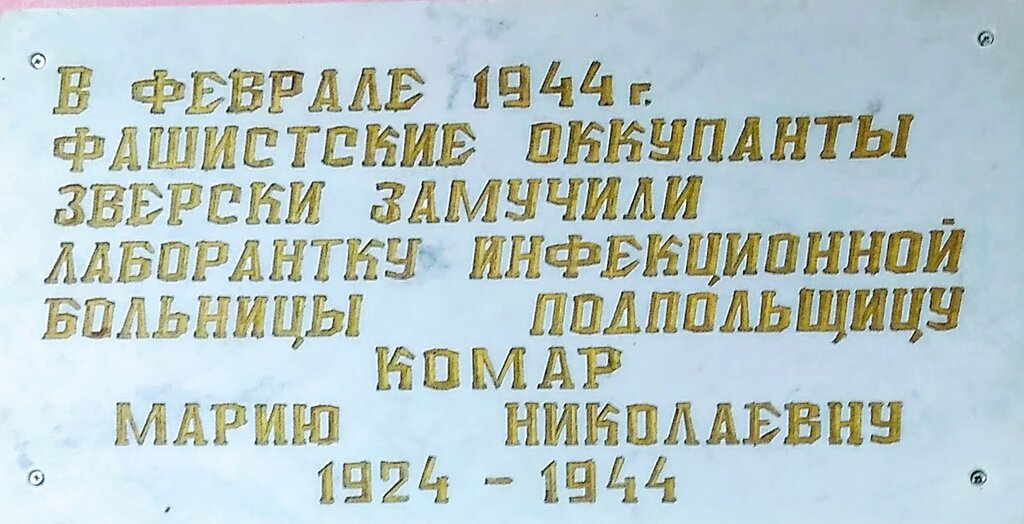 В ФЕВРАЛЕ 1944 г.
ФАШИСТСКИЕ ОККУПАНТЫ
ЗВЕРСКИ ЗАМУЧИЛИ
ЛАБОРАНТКУ ИНФЕКЦИОННОЙ
БОЛЬНИЦЫ ПОДПОЛЬЩИЦУ
КОМАР
МАРИЮ НИКОЛАЕВНУ
1924 - 1944